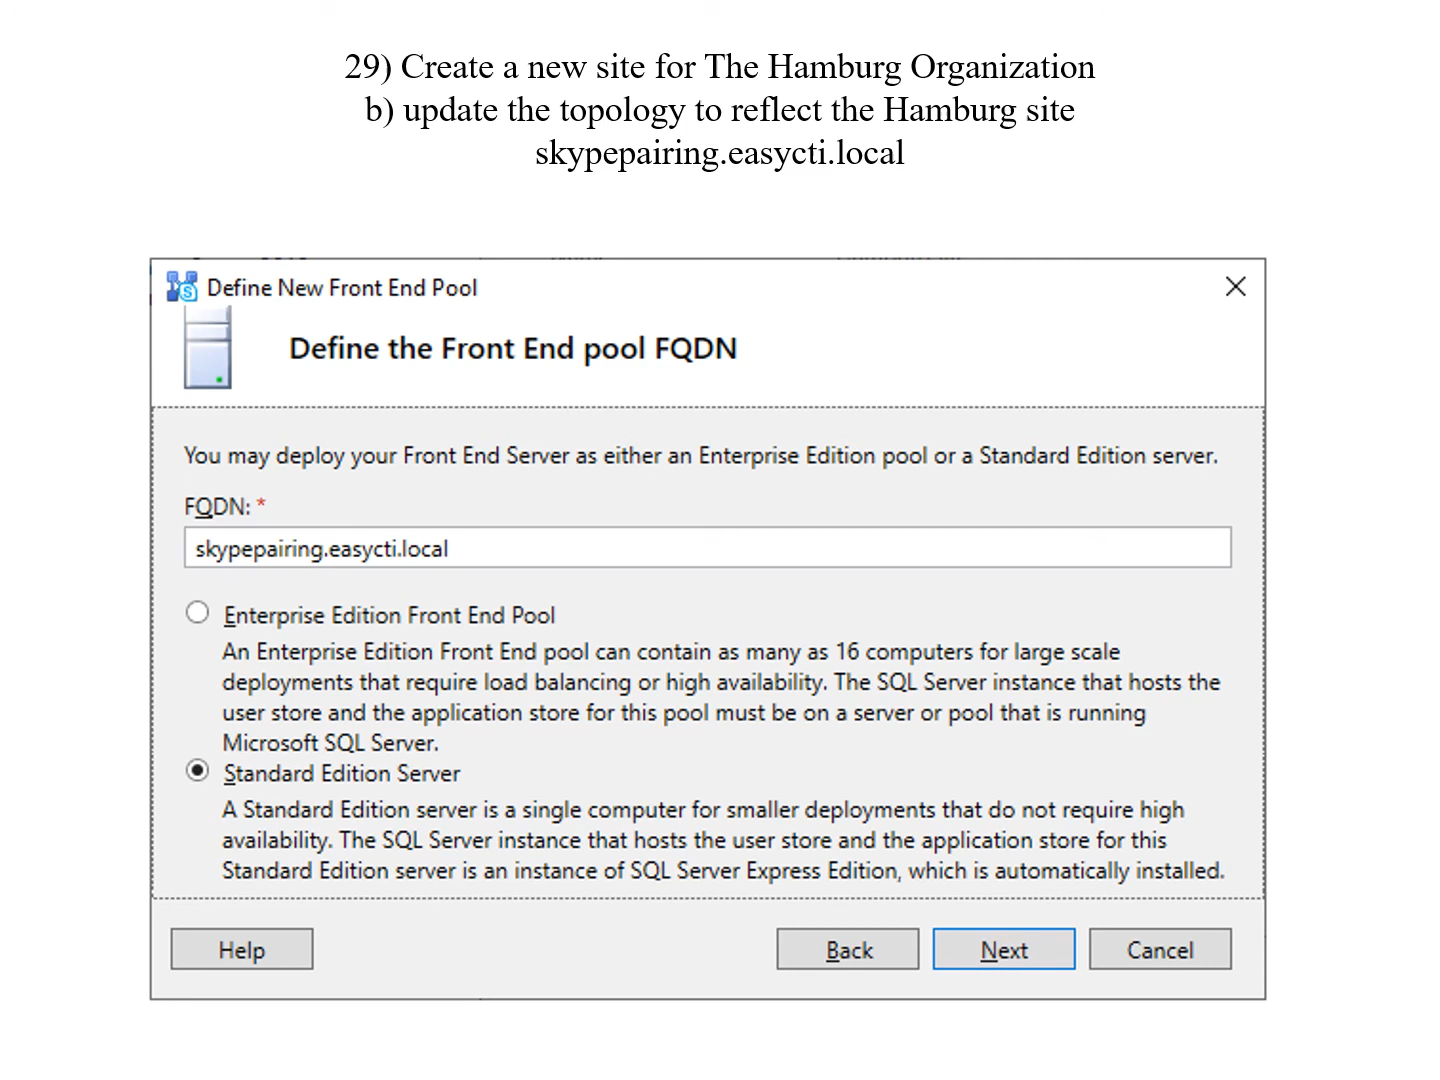 29) Create a new site for The Hamburg Organization
b) update the topology to reflect the Hamburg site
skypepairing.easycti.local
Define New Front End Pool
Define the Front End pool FQDN
You may deploy your Front End Server as either an Enterprise Edition pool or a Standard Edition server.
FQDN: *
skypepairing.easycti.local
Enterprise Edition Front End Pool
An Enterprise Edition Front End pool can contain as many as 16 computers for large scale
deployments that require load balancing or high availability. The SQL Server instance that hosts the
user store and the application store for this pool must be on a server or pool that is running
Microsoft SQL Server.
Standard Edition Server
A Standard Edition server is a single computer for smaller deployments that do not require high
availability. The SQL Server instance that hosts the user store and the application store for this
Standard Edition server is an instance of SQL Server Express Edition, which is automatically installed.
Help
Back
Next
Cancel